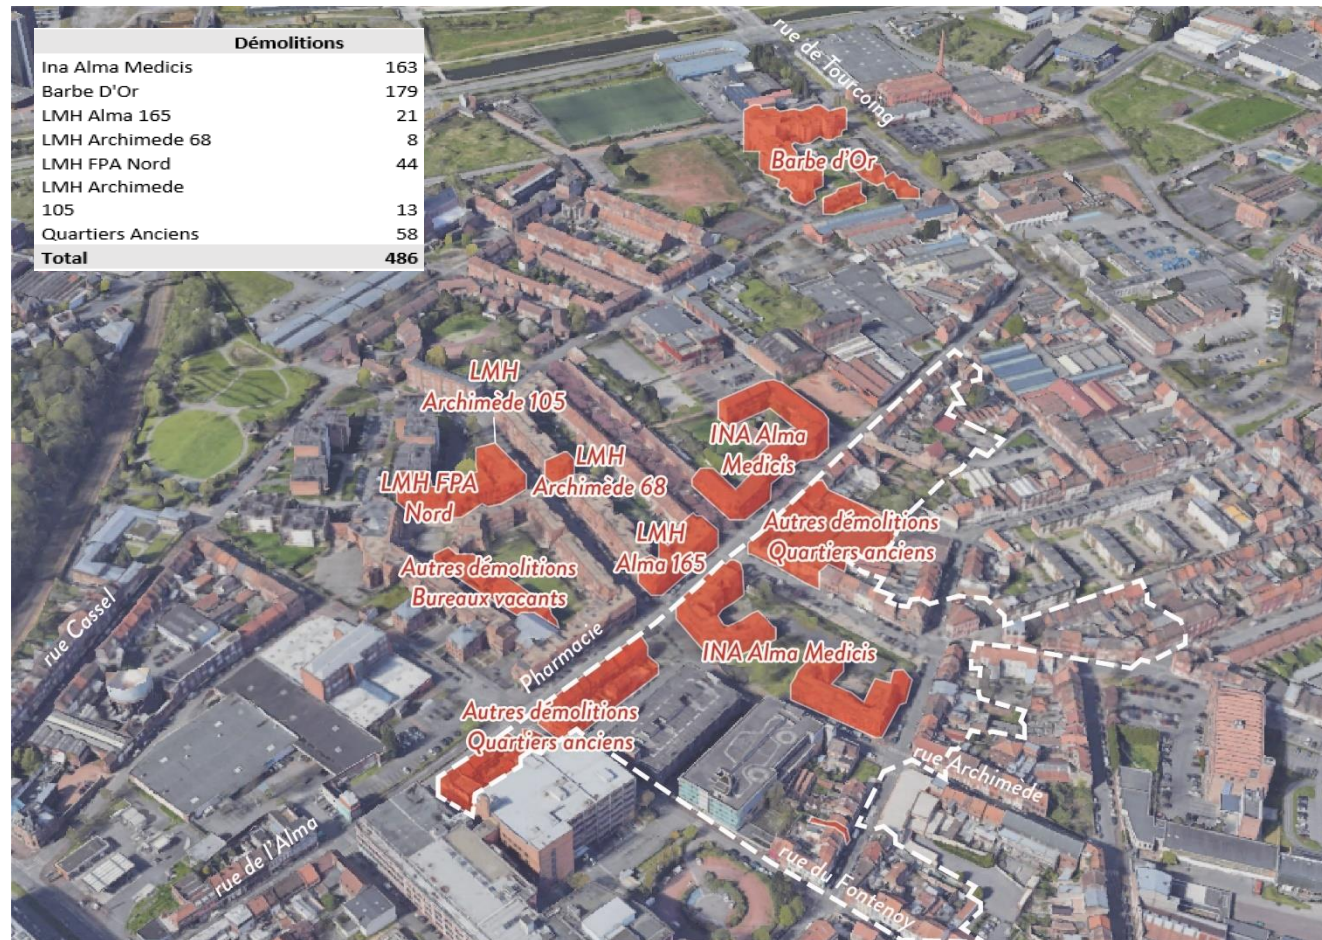 Démolitions
Ina Alma Medicis 163
Barbe D'Or 179
LMH Alma 165 21
LMH Archimede 68 8
LMH FPA Nord 44
LMH Archimede
105 13
Quartiers Anciens 58
Total 486
rue de Tourcoing
Barbe d'Or
LMH
Archimède 105
INA Alma
Medicis
LMH
Archimède 68
LMH FPA
Nord
LMH
Alma 165
Autres démolitions
Quartiers anciens
Autres démolitions
Bureaux vacants
rue Cassel
Pharmacie
INA Alma Medicis
Autres démolitions
Quartiers anciens
rue Archimede
rue de l'Alma
rue du Fontenoy